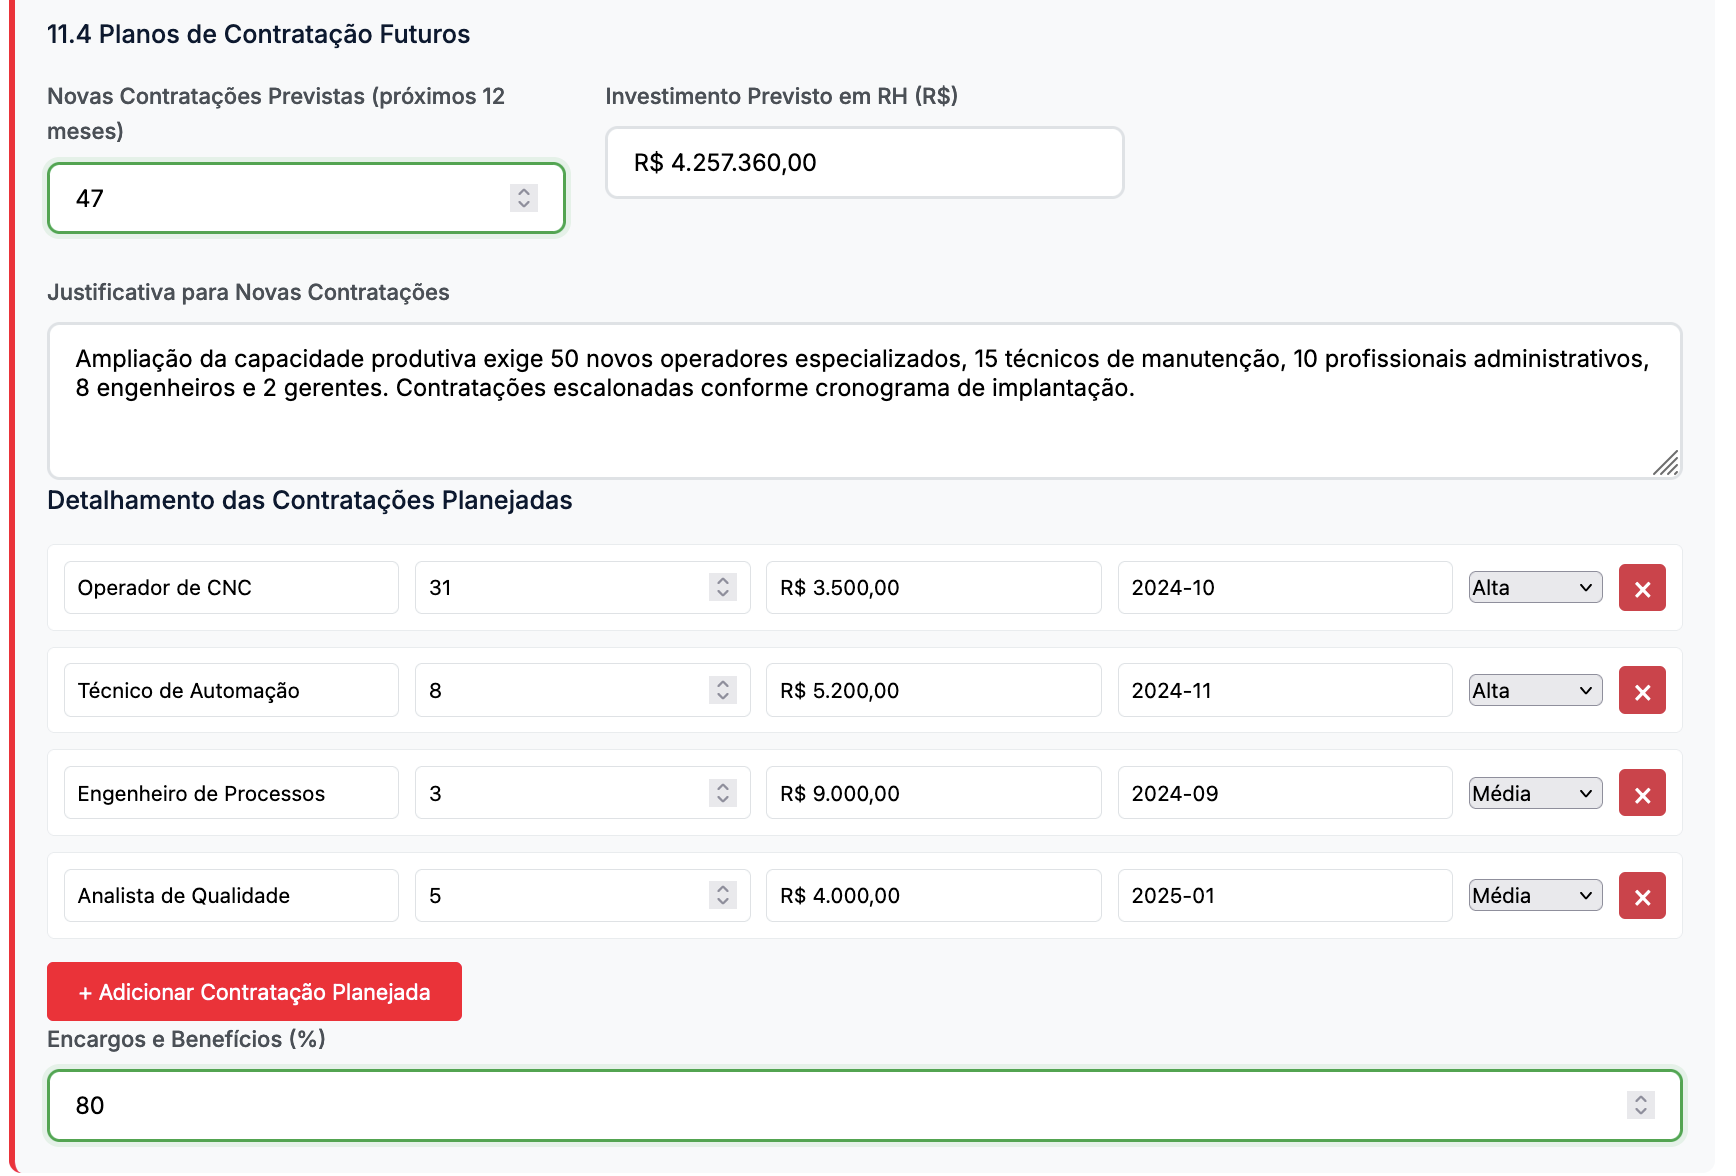 11.4 Planos de Contratação Futuros
Novas Contratações Previstas (próximos 12
meses)
47
Investimento Previsto em RH (R$)
R$ 4.257.360,00
Justificativa para Novas Contratações
Ampliação da capacidade produtiva exige 50 novos operadores especializados, 15 técnicos de manutenção, 10 profissionais administrativos,
8 engenheiros e 2 gerentes. Contratações escalonadas conforme cronograma de implantação.
Detalhamento das Contratações Planejadas
Operador de CNC 31 R$ 3.500,00 2024-10 Alta ×
Técnico de Automação 8 R$ 5.200,00 2024-11 Alta ×
Engenheiro de Processos 3 R$ 9.000,00 2024-09 Média ×
Analista de Qualidade 5 R$ 4.000,00 2025-01 Média ×
+ Adicionar Contratação Planejada
Encargos e Benefícios (%)
80